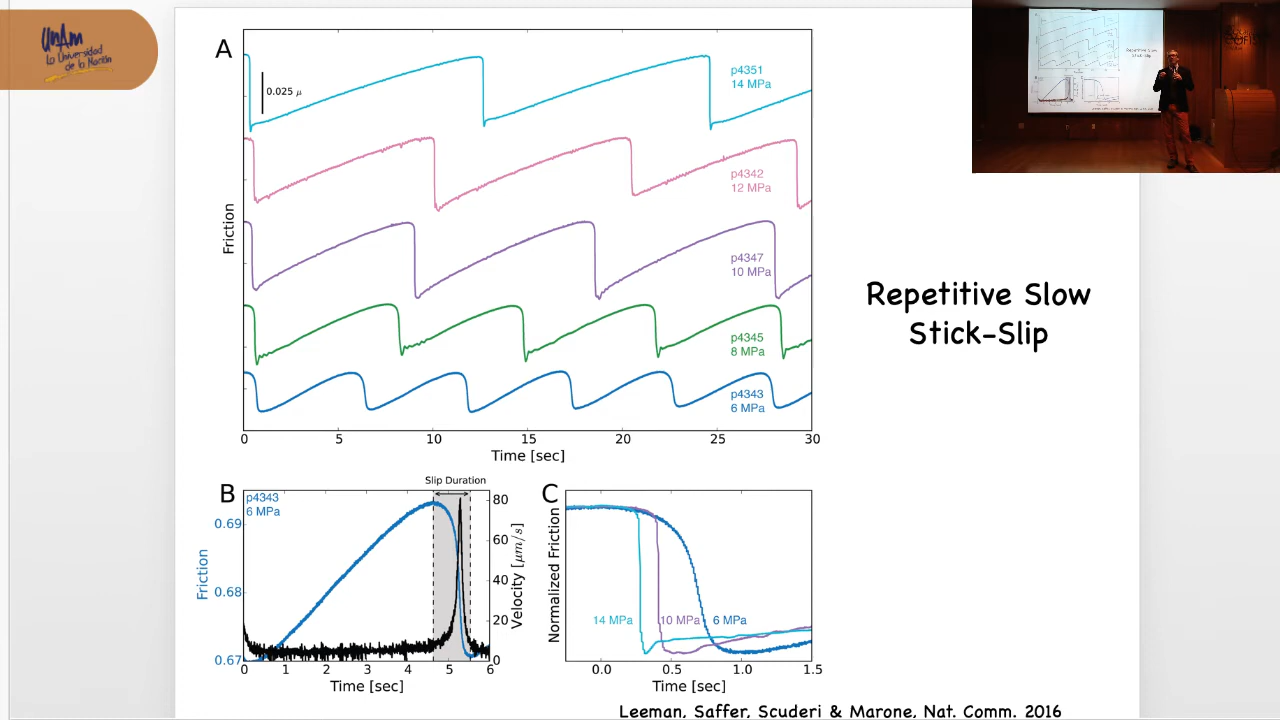 UnAm
La Universidad
de la Nación
A
0.025 μ
p4351
14 MPa
p4342
12 MPa
p4347
10 MPa
p4345
8 MPa
p4343
6 MPa
Friction
0 5 10 15 20 25 30
Time [sec]
Repetitive Slow
Stick-Slip
B
p4343
6 MPa
Slip Duration
0.69
0.68
0.67
Friction
80
60
40
20
0
Velocity [μm/s]
0 1 2 3 4 5 6
Time [sec]
C
Normalized Friction
14 MPa 10 MPa 6 MPa
0.0 0.5 1.0 1.5
Time [sec]
Leeman, Saffer, Scuderi & Marone, Nat. Comm. 2016
Repetitive Slow
Stick-Slip